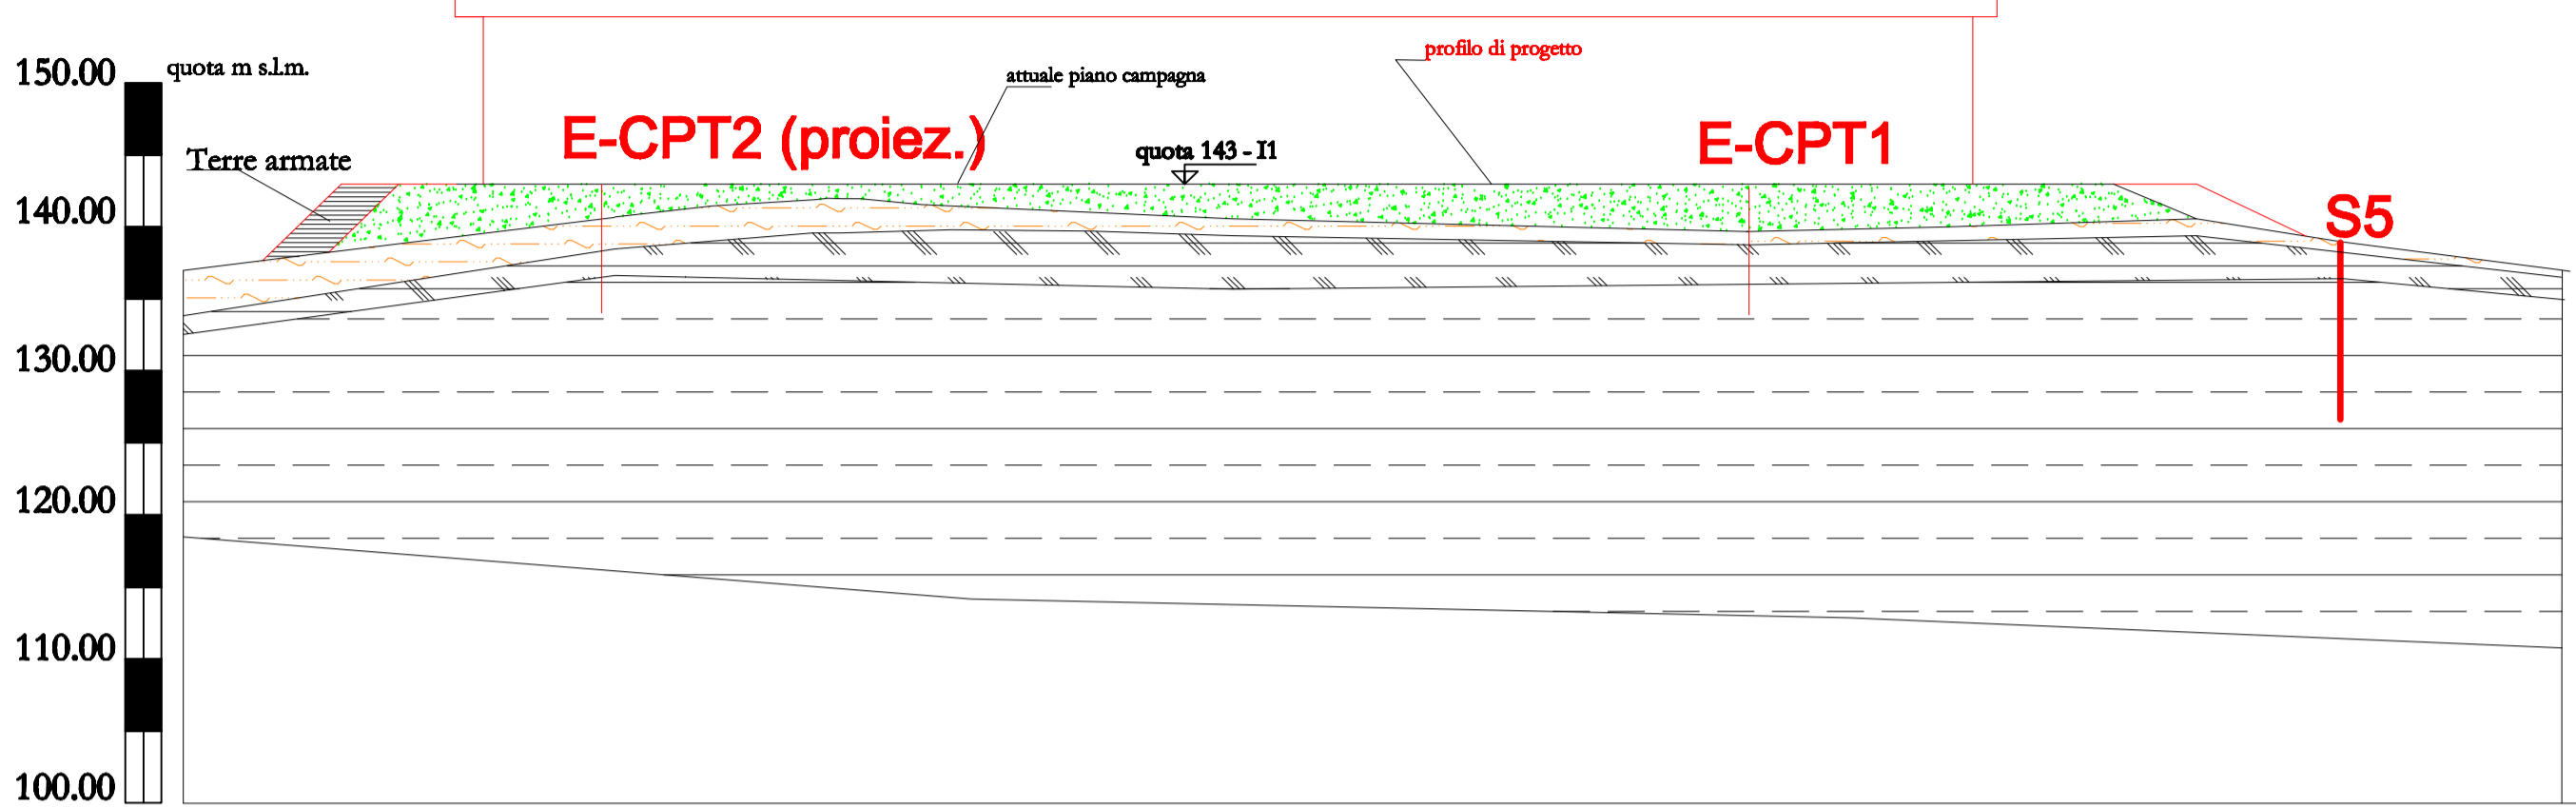 profilo di progetto
150.00
quota m s.l.m.
attuale piano campagna
E-CPT2 (proiez.)
E-CPT1
quota 143 - I1
Terre armate
140.00
S5
130.00
120.00
110.00
100.00